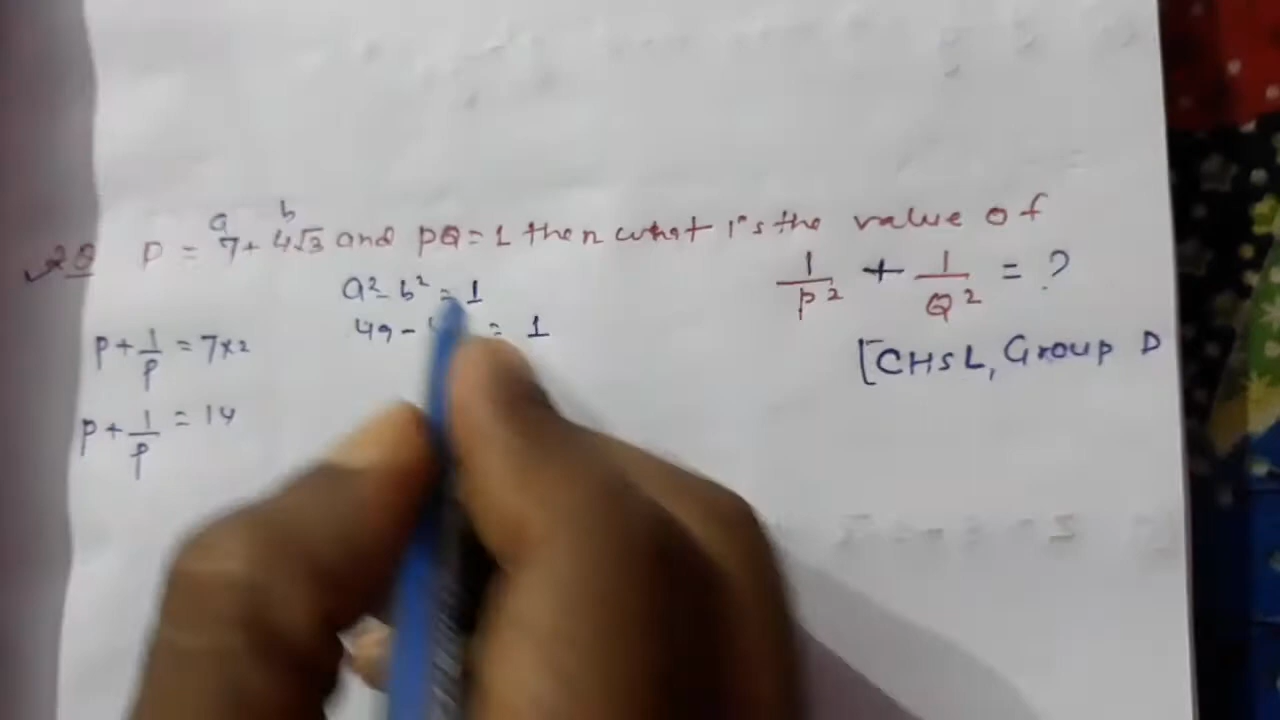 28 P = 7 + 4√3 and PQ = 1 then what is the value of
a b
1/P² + 1/Q² = ?
[CHSL, Group D
a² - b² = 1
49 - = 1
P + 1/P = 7×2
P + 1/P = 14